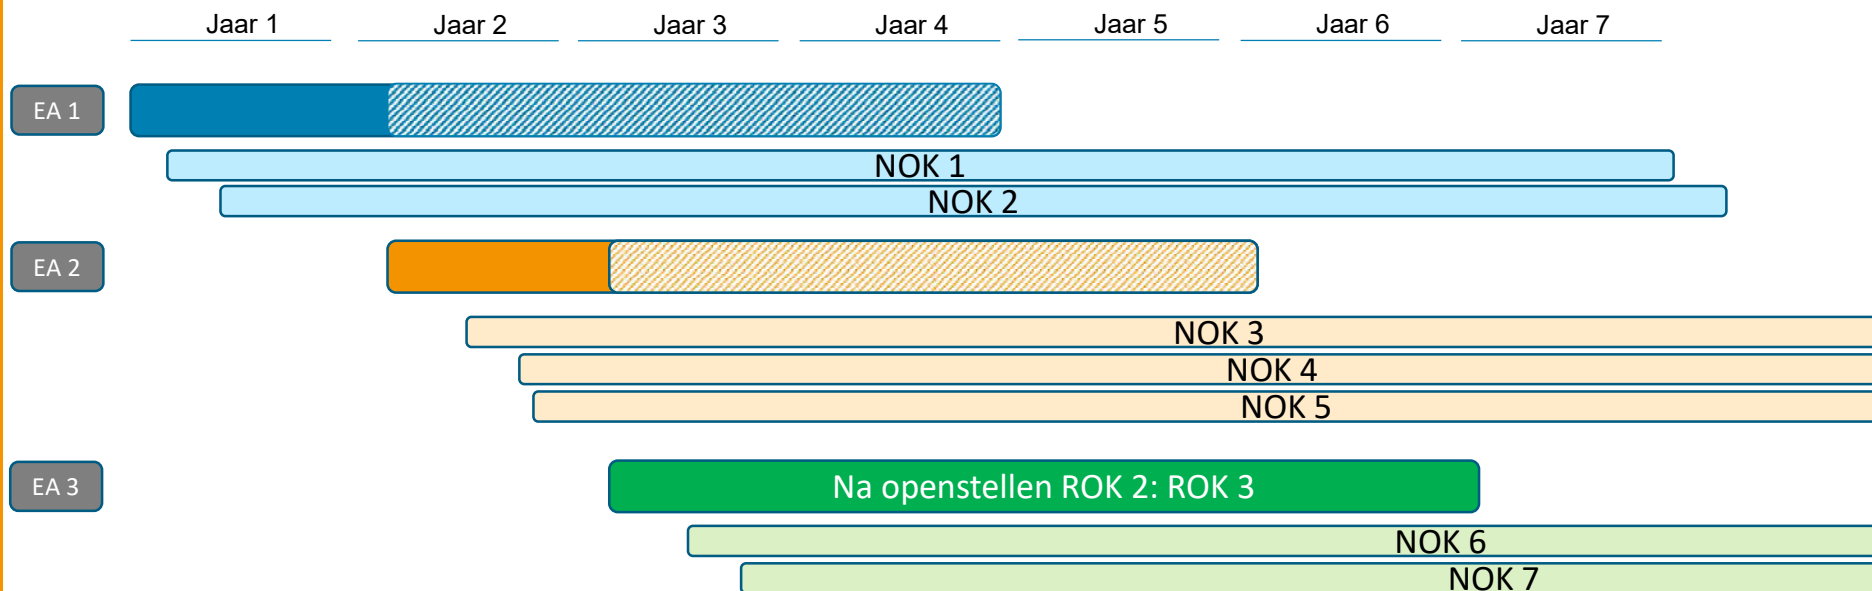 Jaar 1 Jaar 2 Jaar 3 Jaar 4 Jaar 5 Jaar 6 Jaar 7
EA 1
NOK 1
NOK 2
EA 2
NOK 3
NOK 4
NOK 5
EA 3 Na openstellen ROK 2: ROK 3
NOK 6
NOK 7